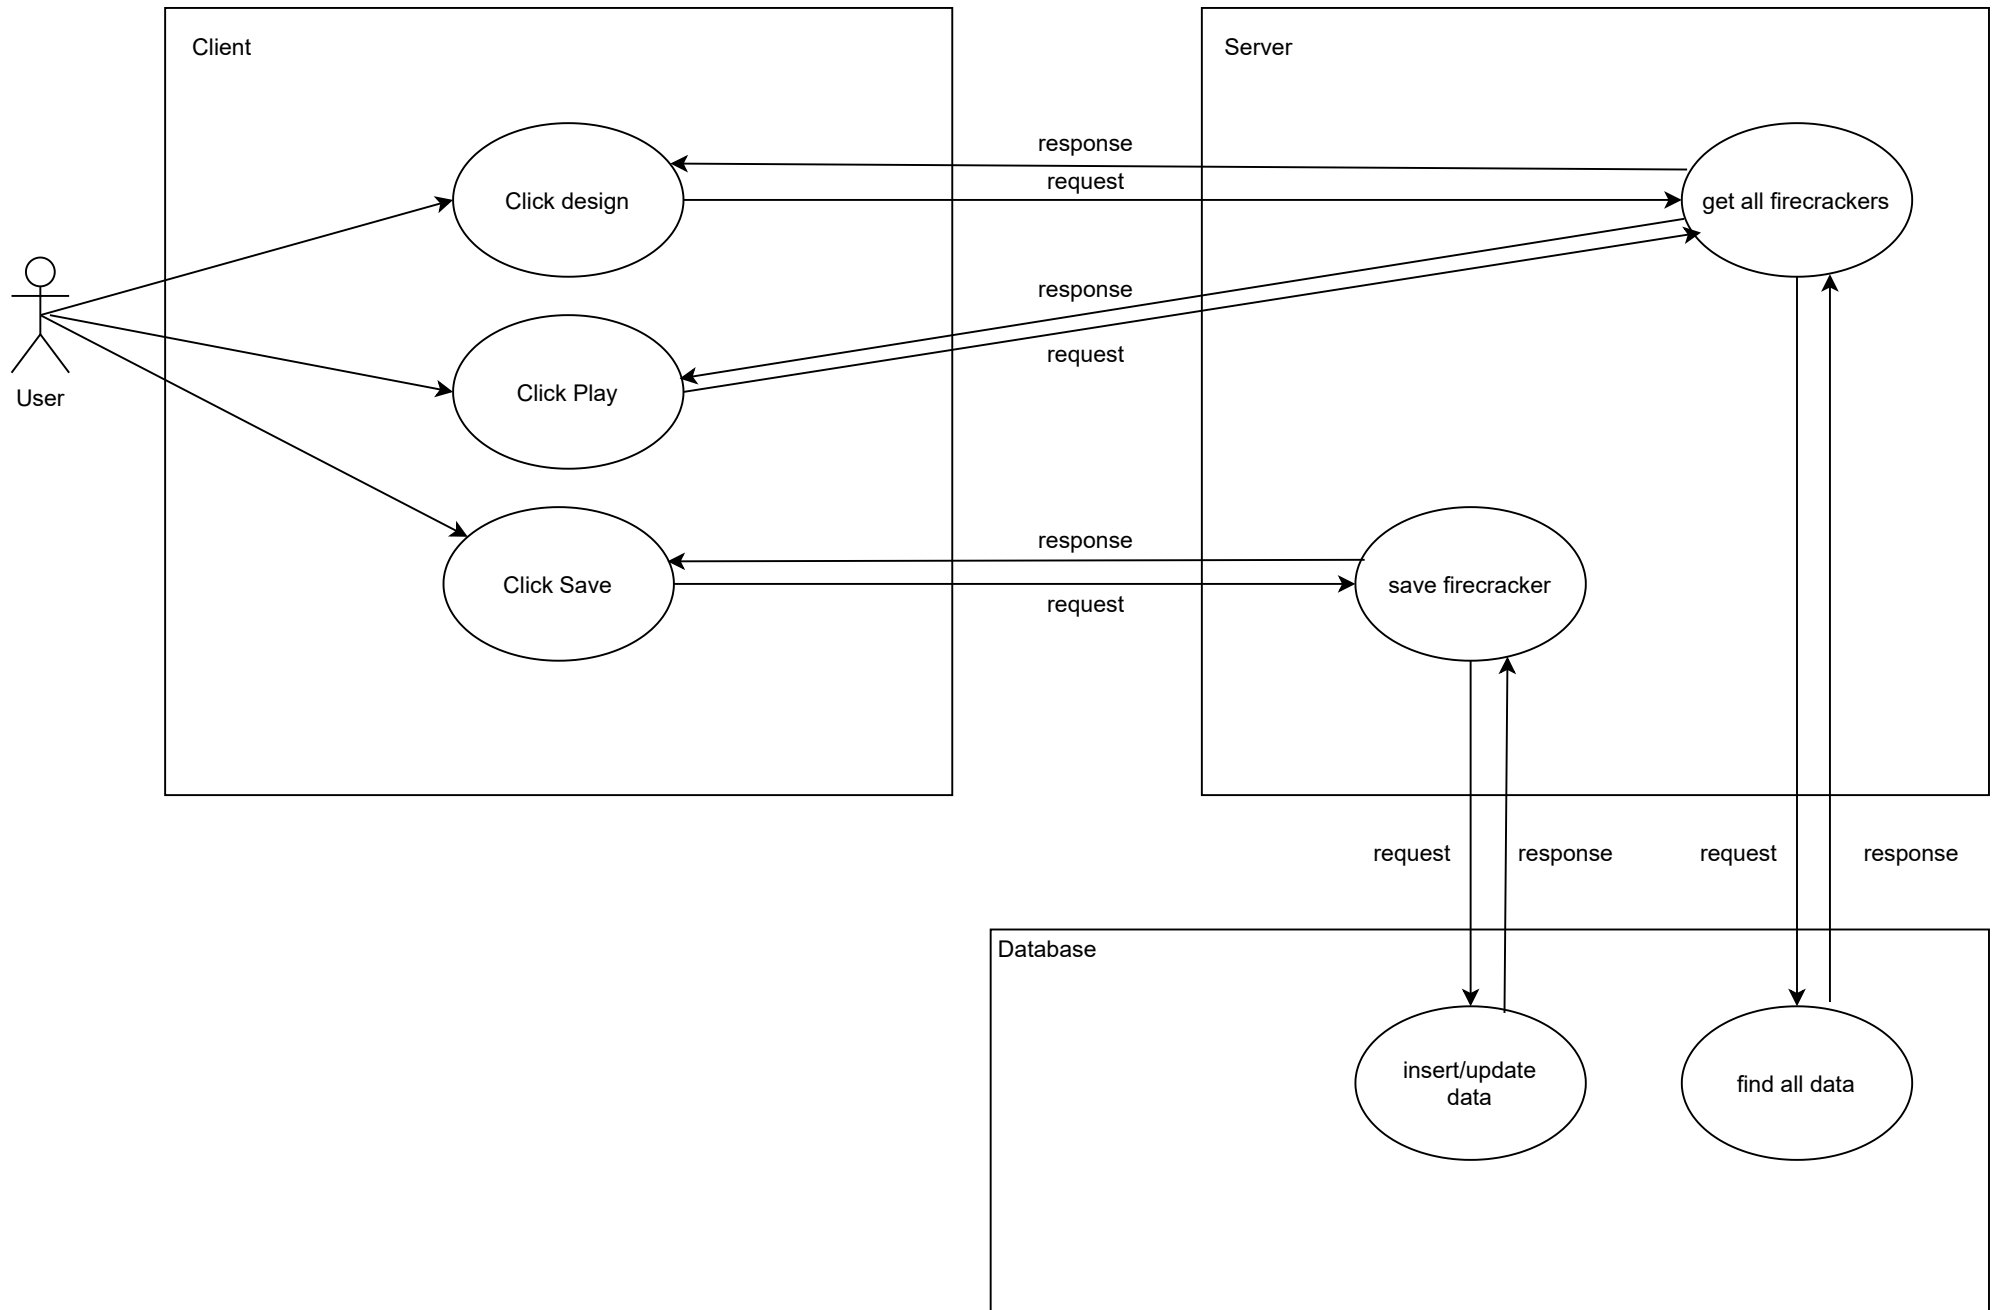 Client
Server
response
request
Click design
get all firecrackers
response
request
Click Play
User
response
request
Click Save
save firecracker
request
response
request
response
Database
insert/update
data
find all data